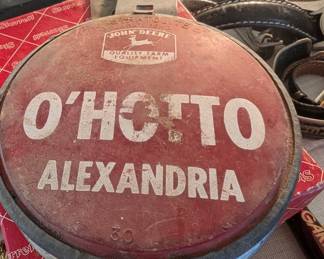 JOHN DEERE
QUALITY FARM
EQUIPMENT
O'HOTTO
ALEXANDRIA
30